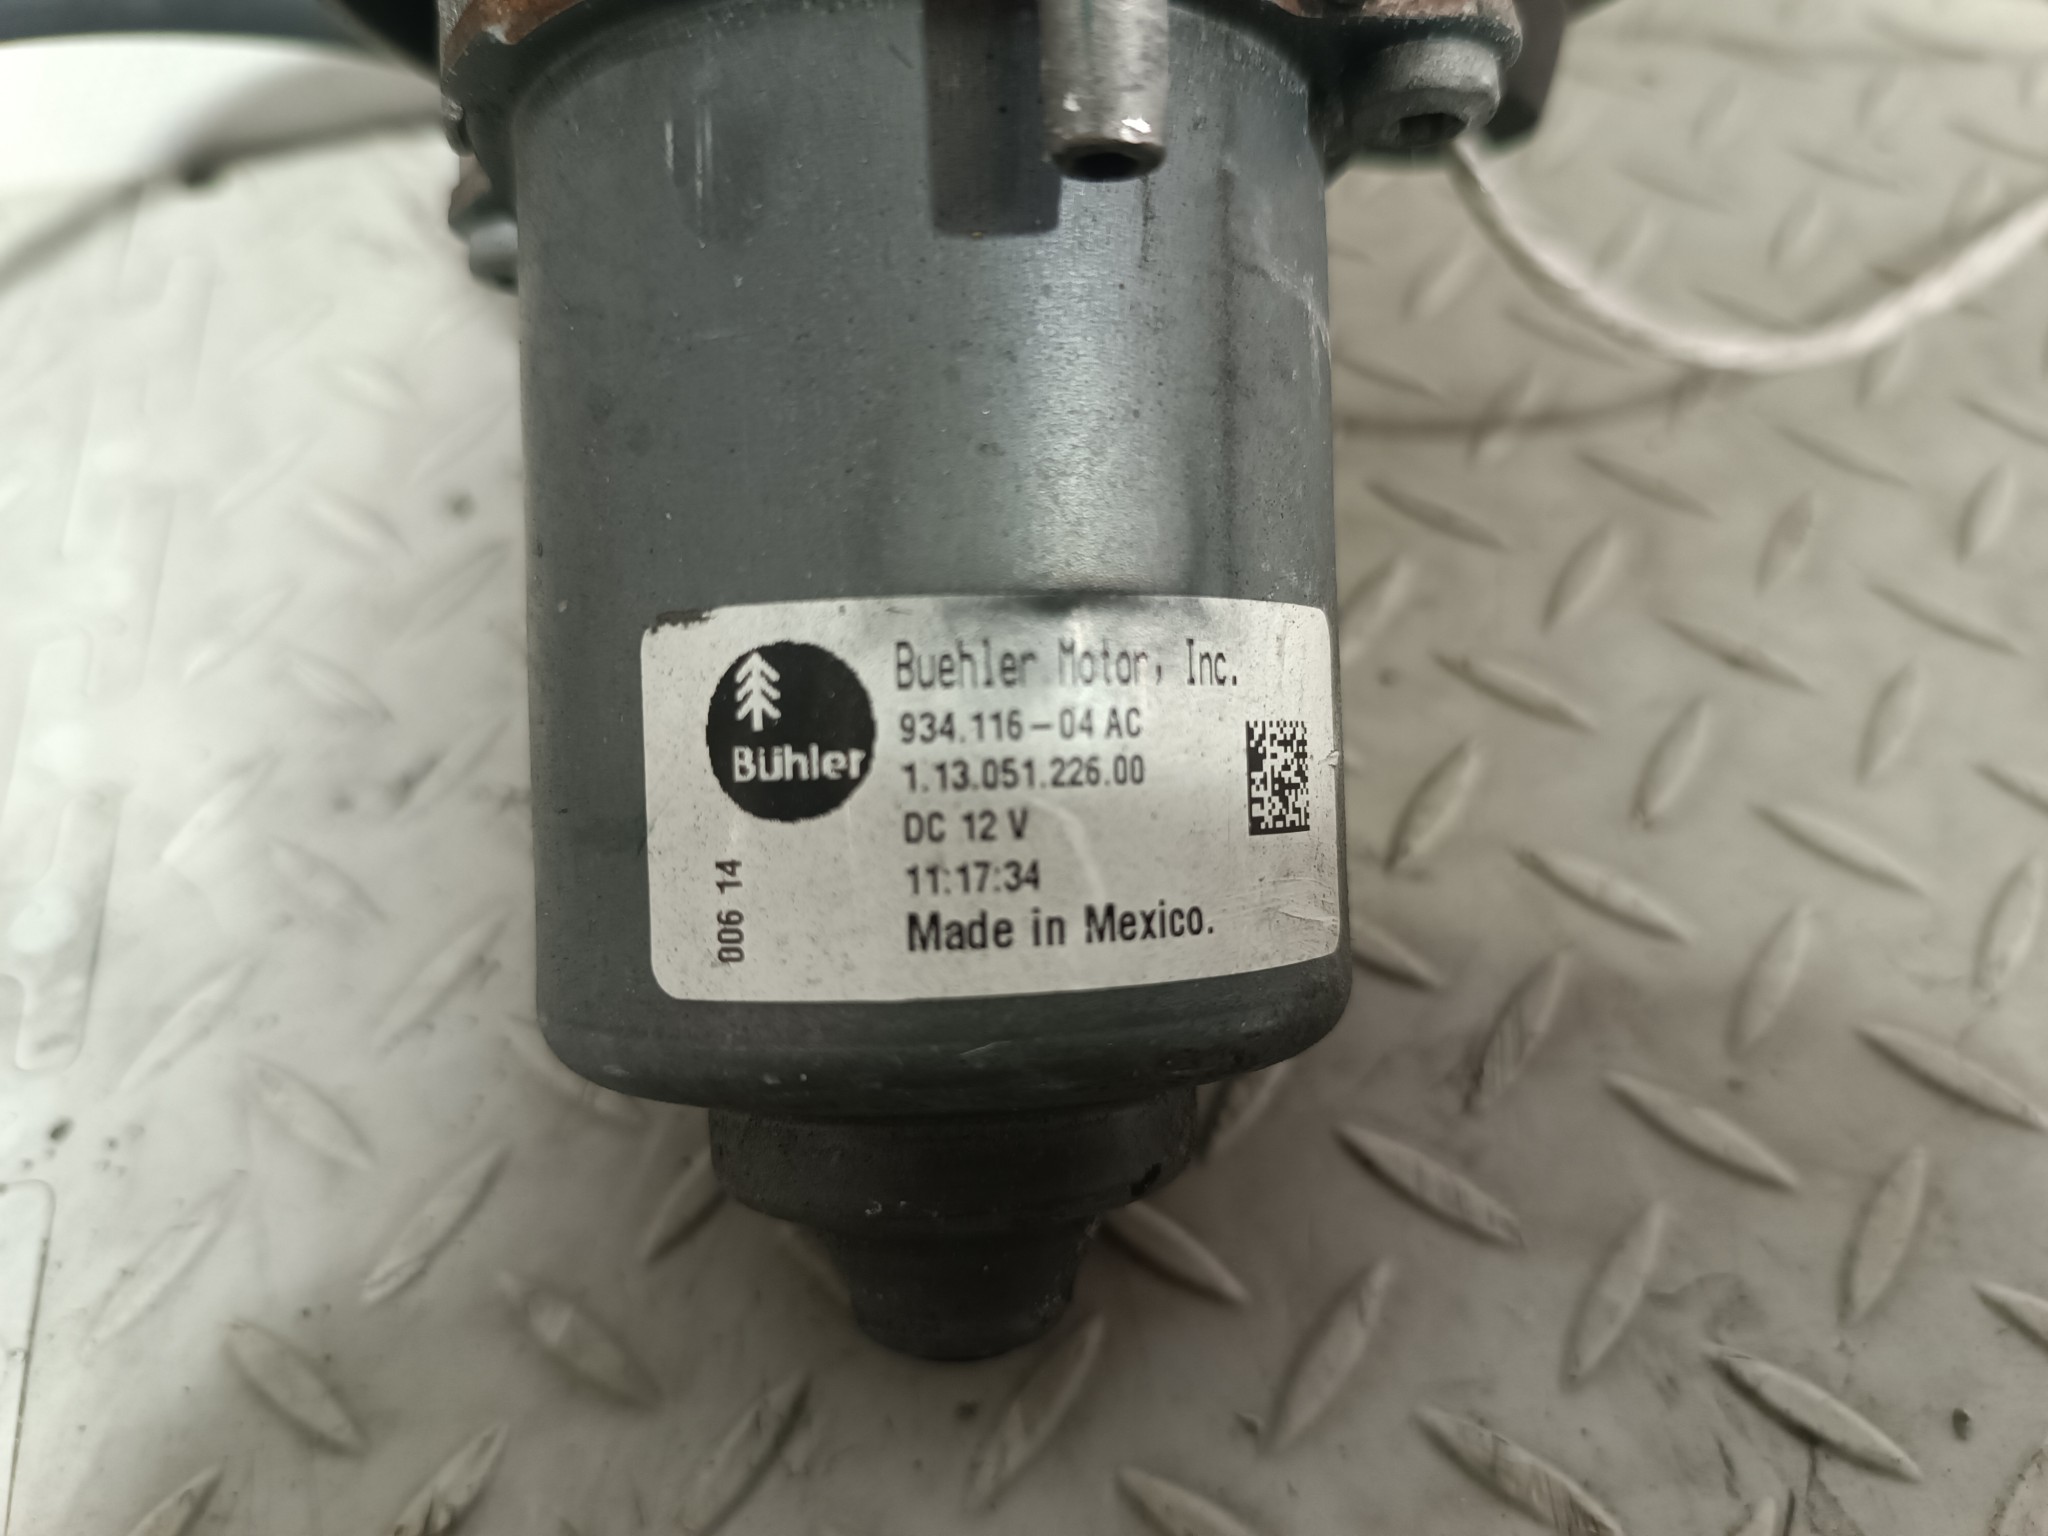 Bühler
Buehler Motor, Inc.
934.116-04 AC
1.13.051.226.00
DC 12 V
11:17:34
Made in Mexico.
006 14